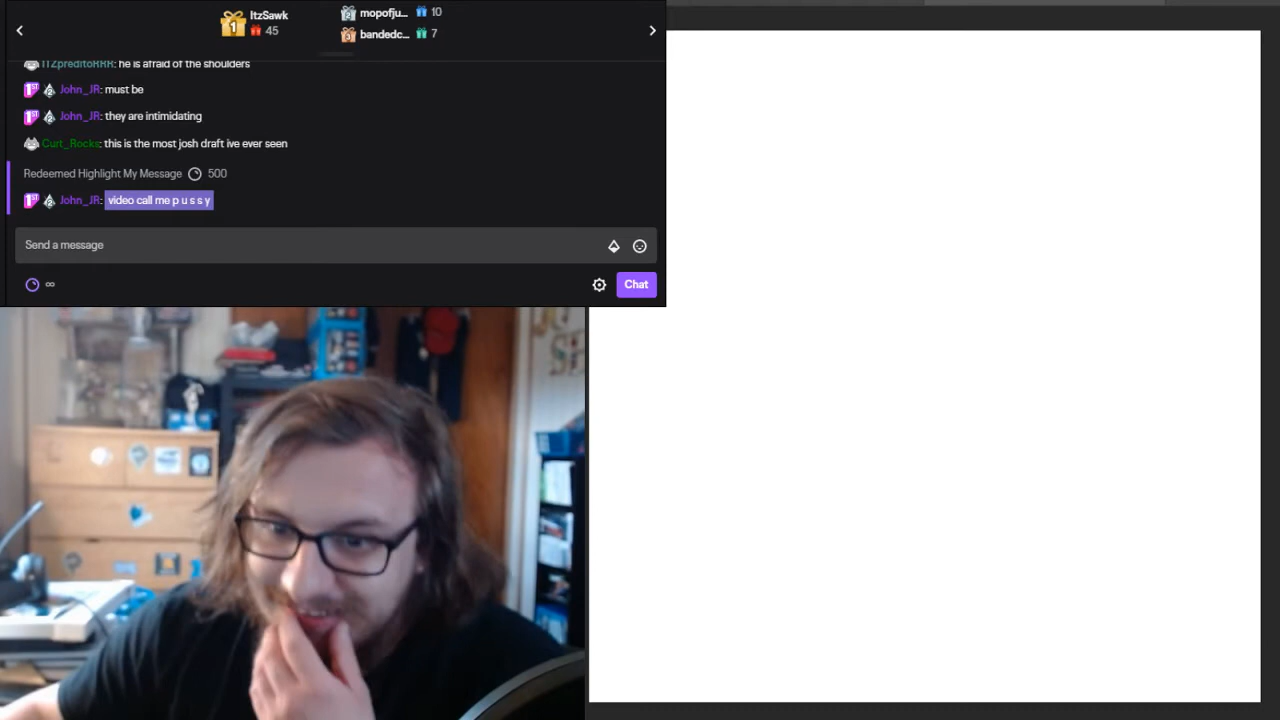 ItzSawk
45
mopofju... 10
bandedc... 7
ITZpreditoRRR: he is afraid of the shoulders
John_JR: must be
John_JR: they are intimidating
Curt_Rocks: this is the most josh draft ive ever seen
Redeemed Highlight My Message 500
John_JR: video call me p u s s y
Send a message
∞
Chat